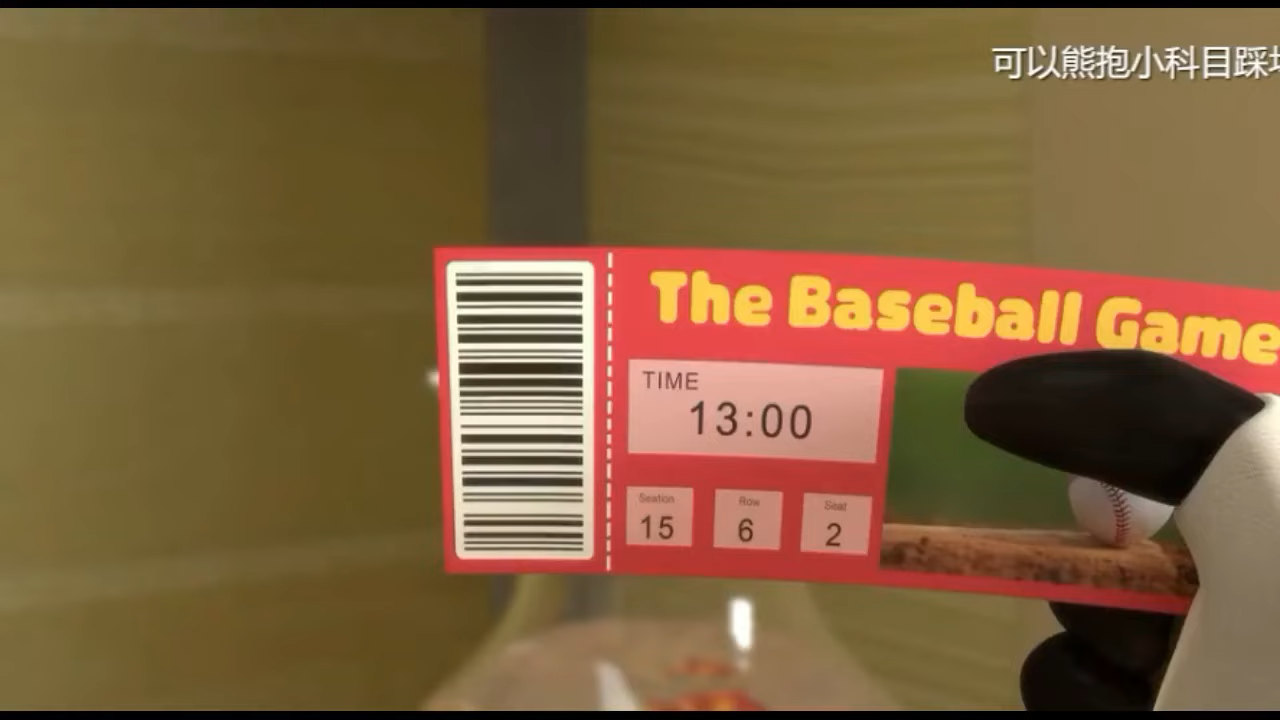 可以熊抱小科目踩
The Baseball Game
TIME
13:00
Seation
Row
Seat
15
6
2